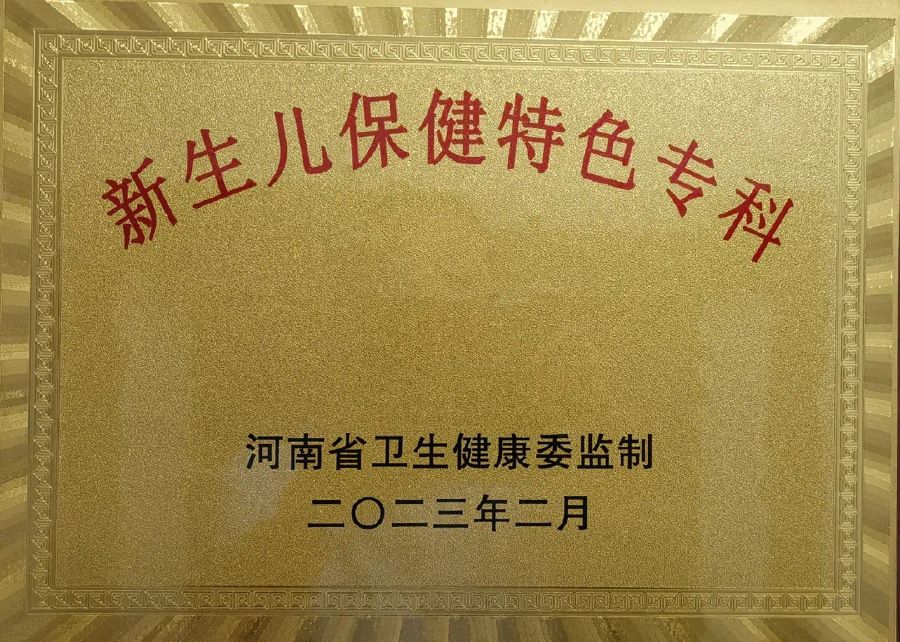 新生儿保健特色专科
河南省卫生健康委监制
二〇二三年二月